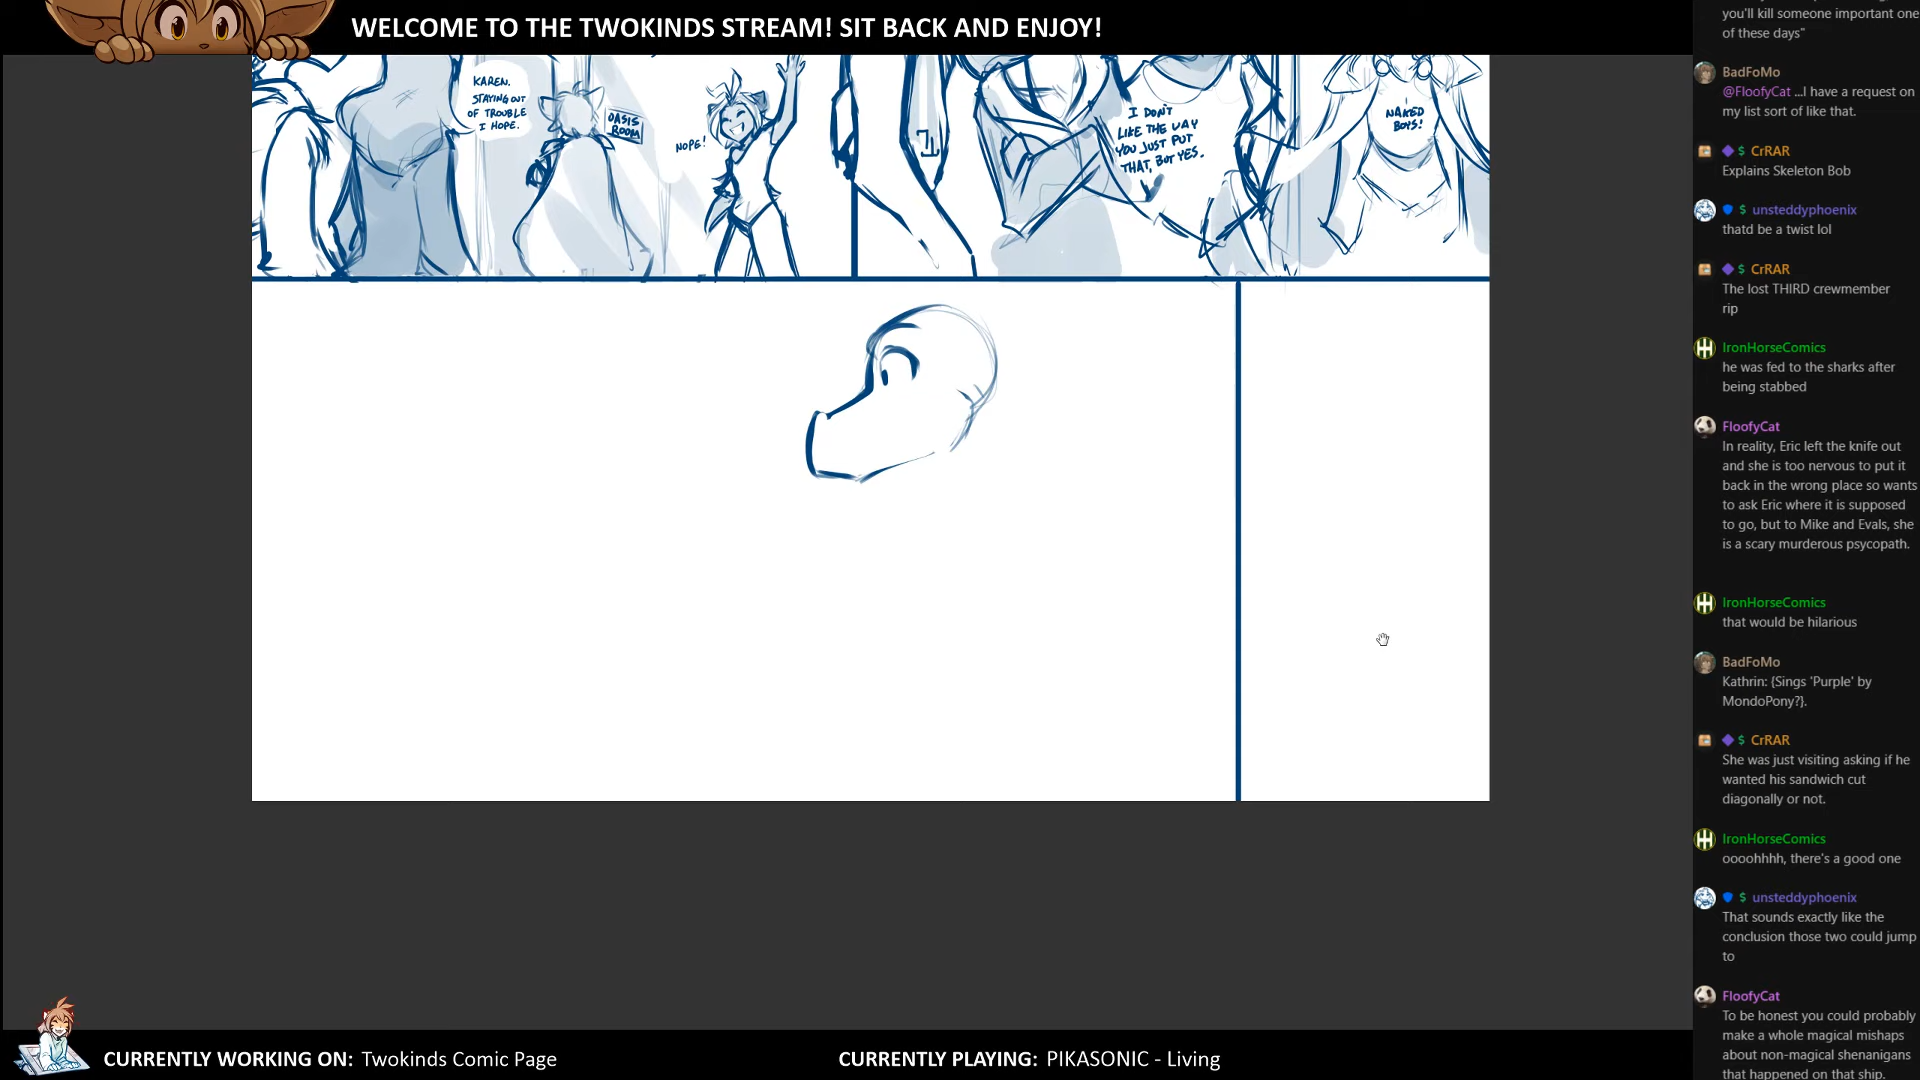 WELCOME TO THE TWOKINDS STREAM! SIT BACK AND ENJOY!
KAREN.
STAYING OUT
OF TROUBLE
I HOPE.
OASIS
ROOM
NOPE!
I DON'T
LIKE THE WAY
YOU JUST PUT
THAT, BUT YES.
NAKED
BOYS!
you'll kill someone important one
of these days"
BadFoMo
@FloofyCat ...I have a request on
my list sort of like that.
CrRAR
Explains Skeleton Bob
unsteddyphoenix
thatd be a twist lol
CrRAR
The lost THIRD crewmember
rip
IronHorseComics
he was fed to the sharks after
being stabbed
FloofyCat
In reality, Eric left the knife out
and she is too nervous to put it
back in the wrong place so wants
to ask Eric where it is supposed
to go, but to Mike and Evals, she
is a scary murderous psycopath.
IronHorseComics
that would be hilarious
BadFoMo
Kathrin: {Sings 'Purple' by
MondoPony?}.
CrRAR
She was just visiting asking if he
wanted his sandwich cut
diagonally or not.
IronHorseComics
oooohhhh, there's a good one
unsteddyphoenix
That sounds exactly like the
conclusion those two could jump
to
FloofyCat
To be honest you could probably
make a whole magical mishaps
about non-magical shenanigans
that happened on that ship.
CURRENTLY WORKING ON: Twokinds Comic Page
CURRENTLY PLAYING: PIKASONIC - Living